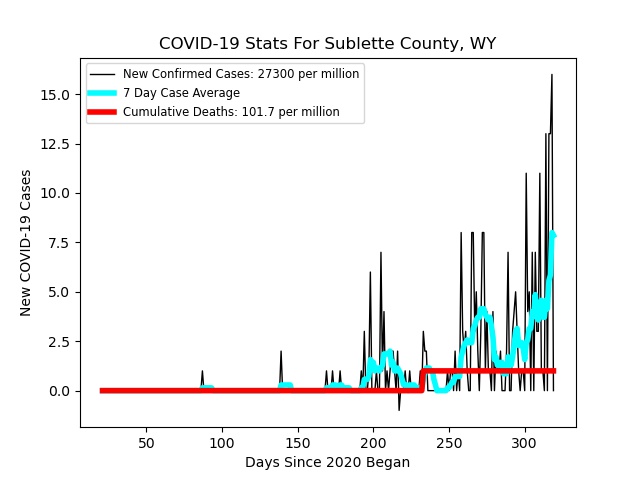 COVID-19 Stats For Sublette County, WY
New Confirmed Cases: 27300 per million
7 Day Case Average
Cumulative Deaths: 101.7 per million
New COVID-19 Cases
15.0
12.5
10.0
7.5
5.0
2.5
0.0
50 100 150 200 250 300
Days Since 2020 Began